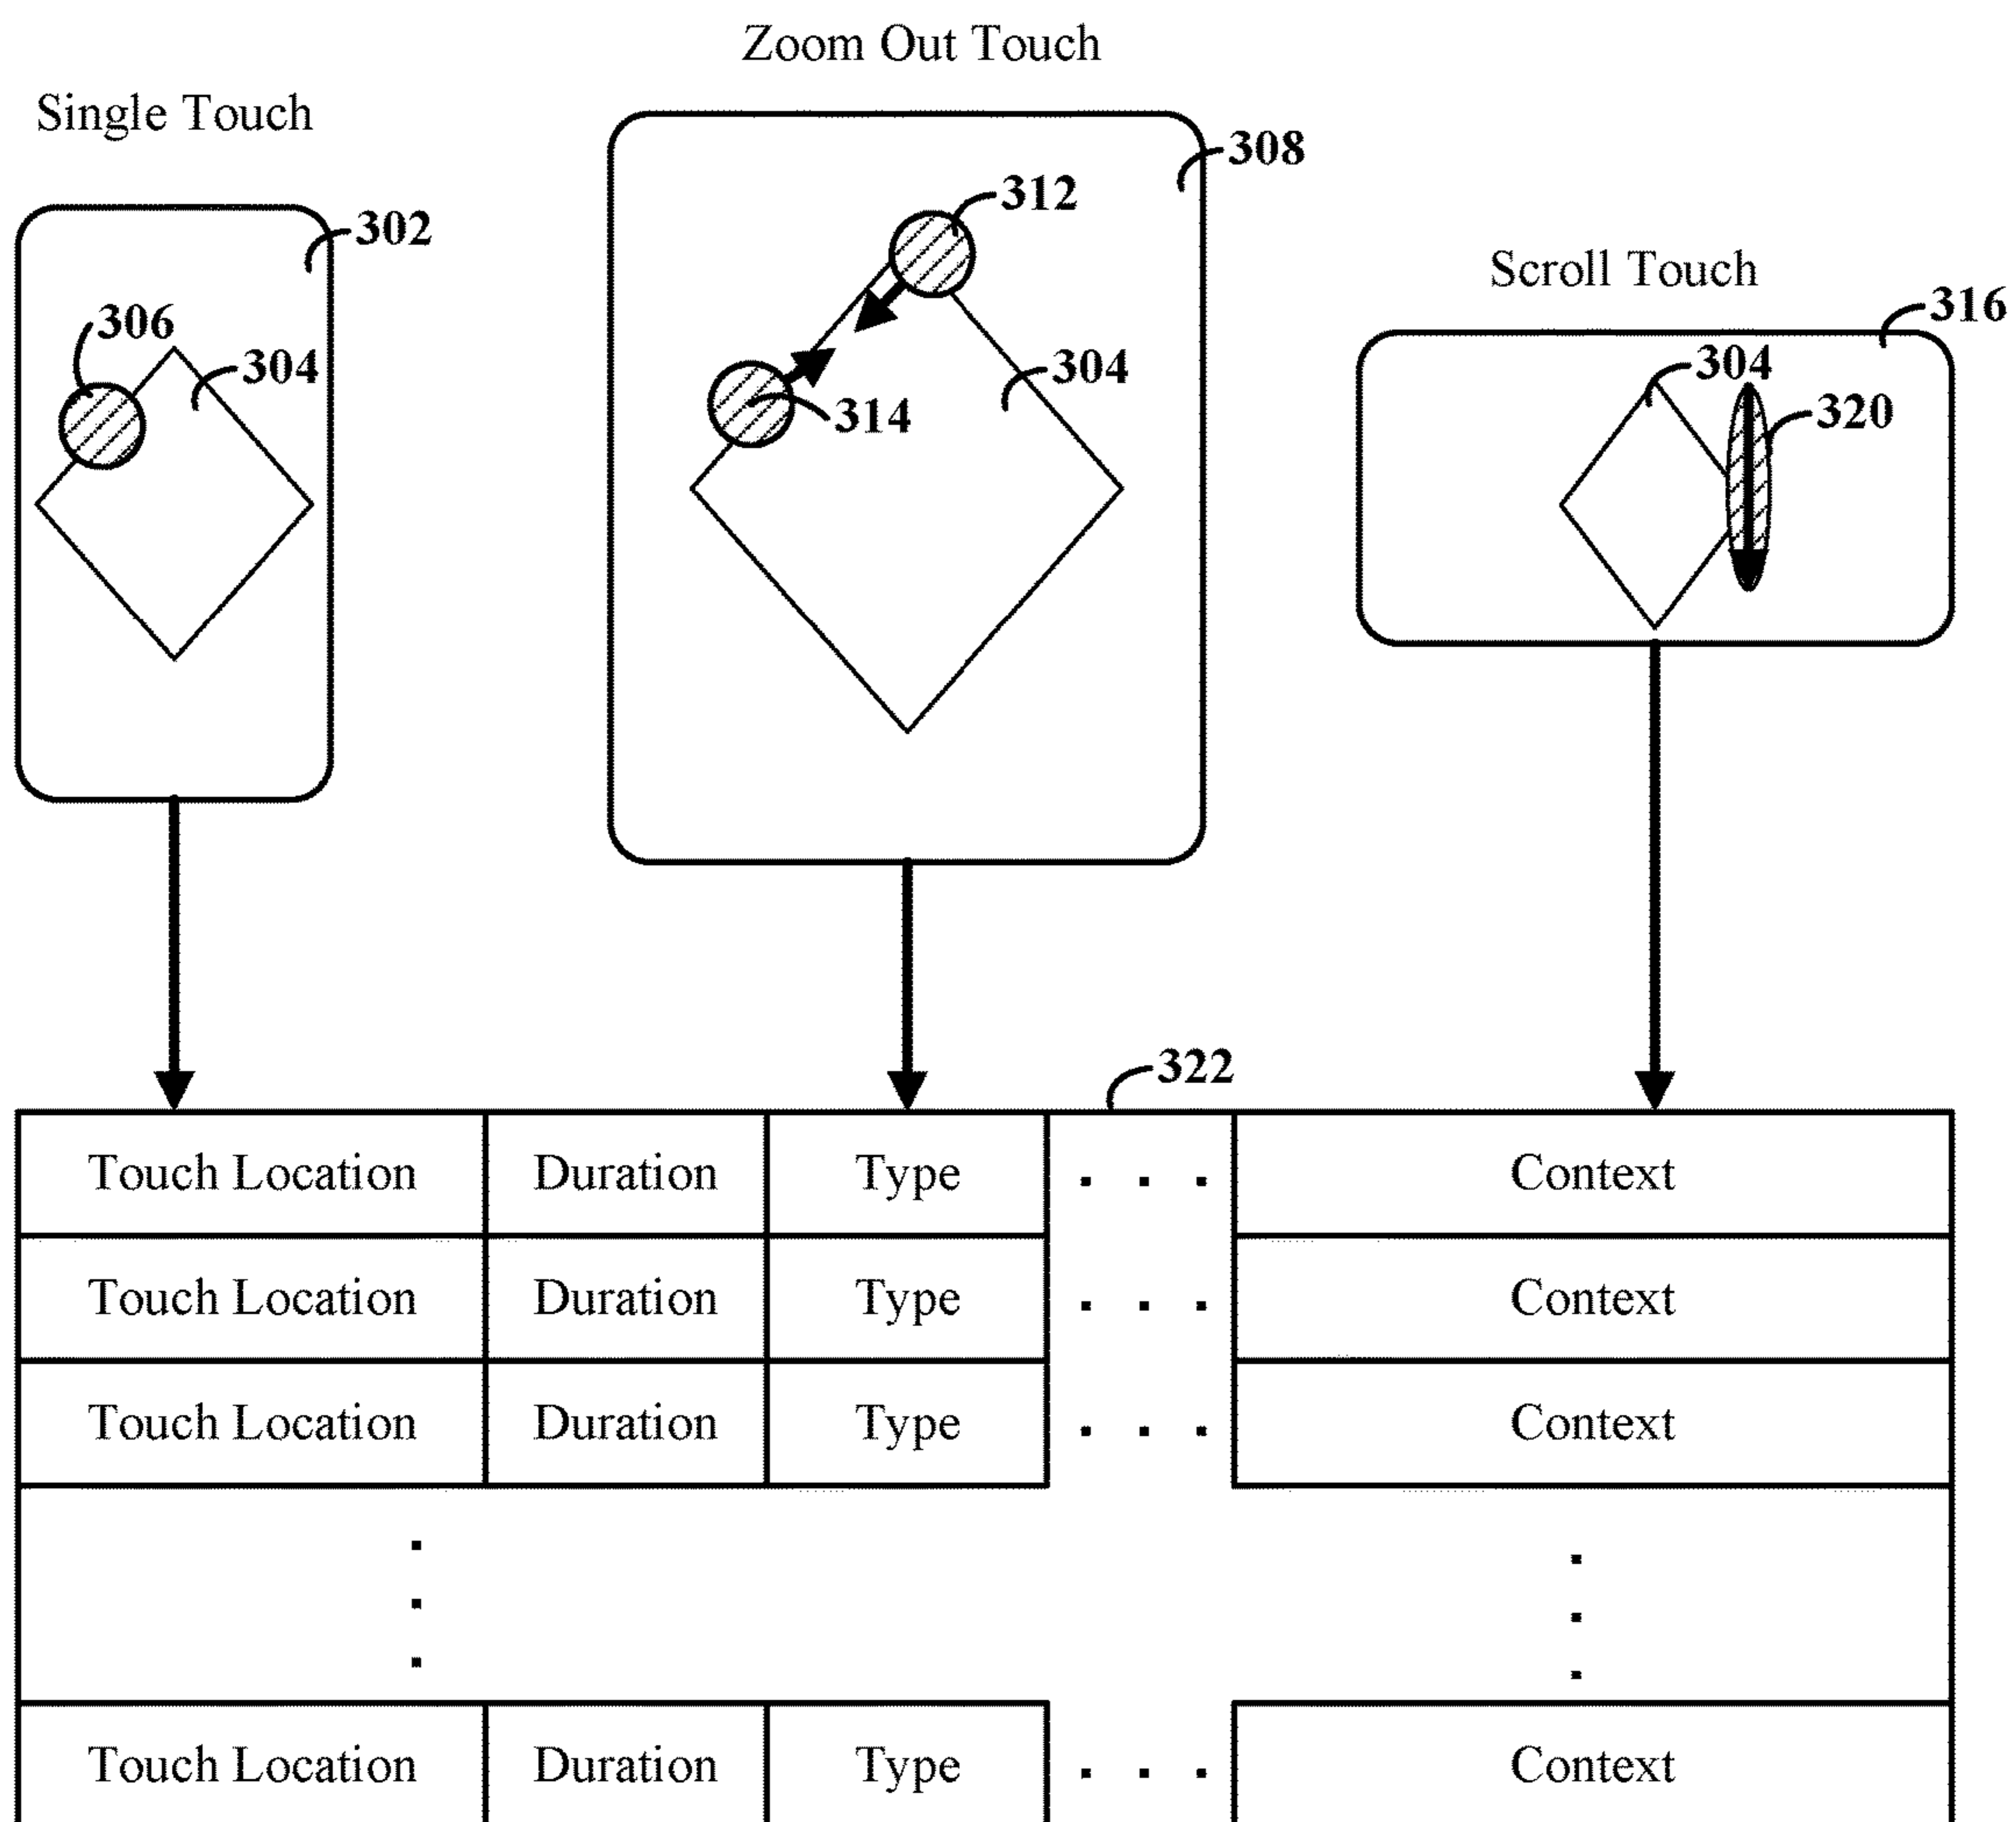 Zoom Out Touch
Single Touch
308
312
302
Scroll Touch
316
306
304
304
304
314
320
322
Touch Location Duration Type . . . Context
Touch Location Duration Type . . . Context
Touch Location Duration Type . . . Context
Touch Location Duration Type . . . Context